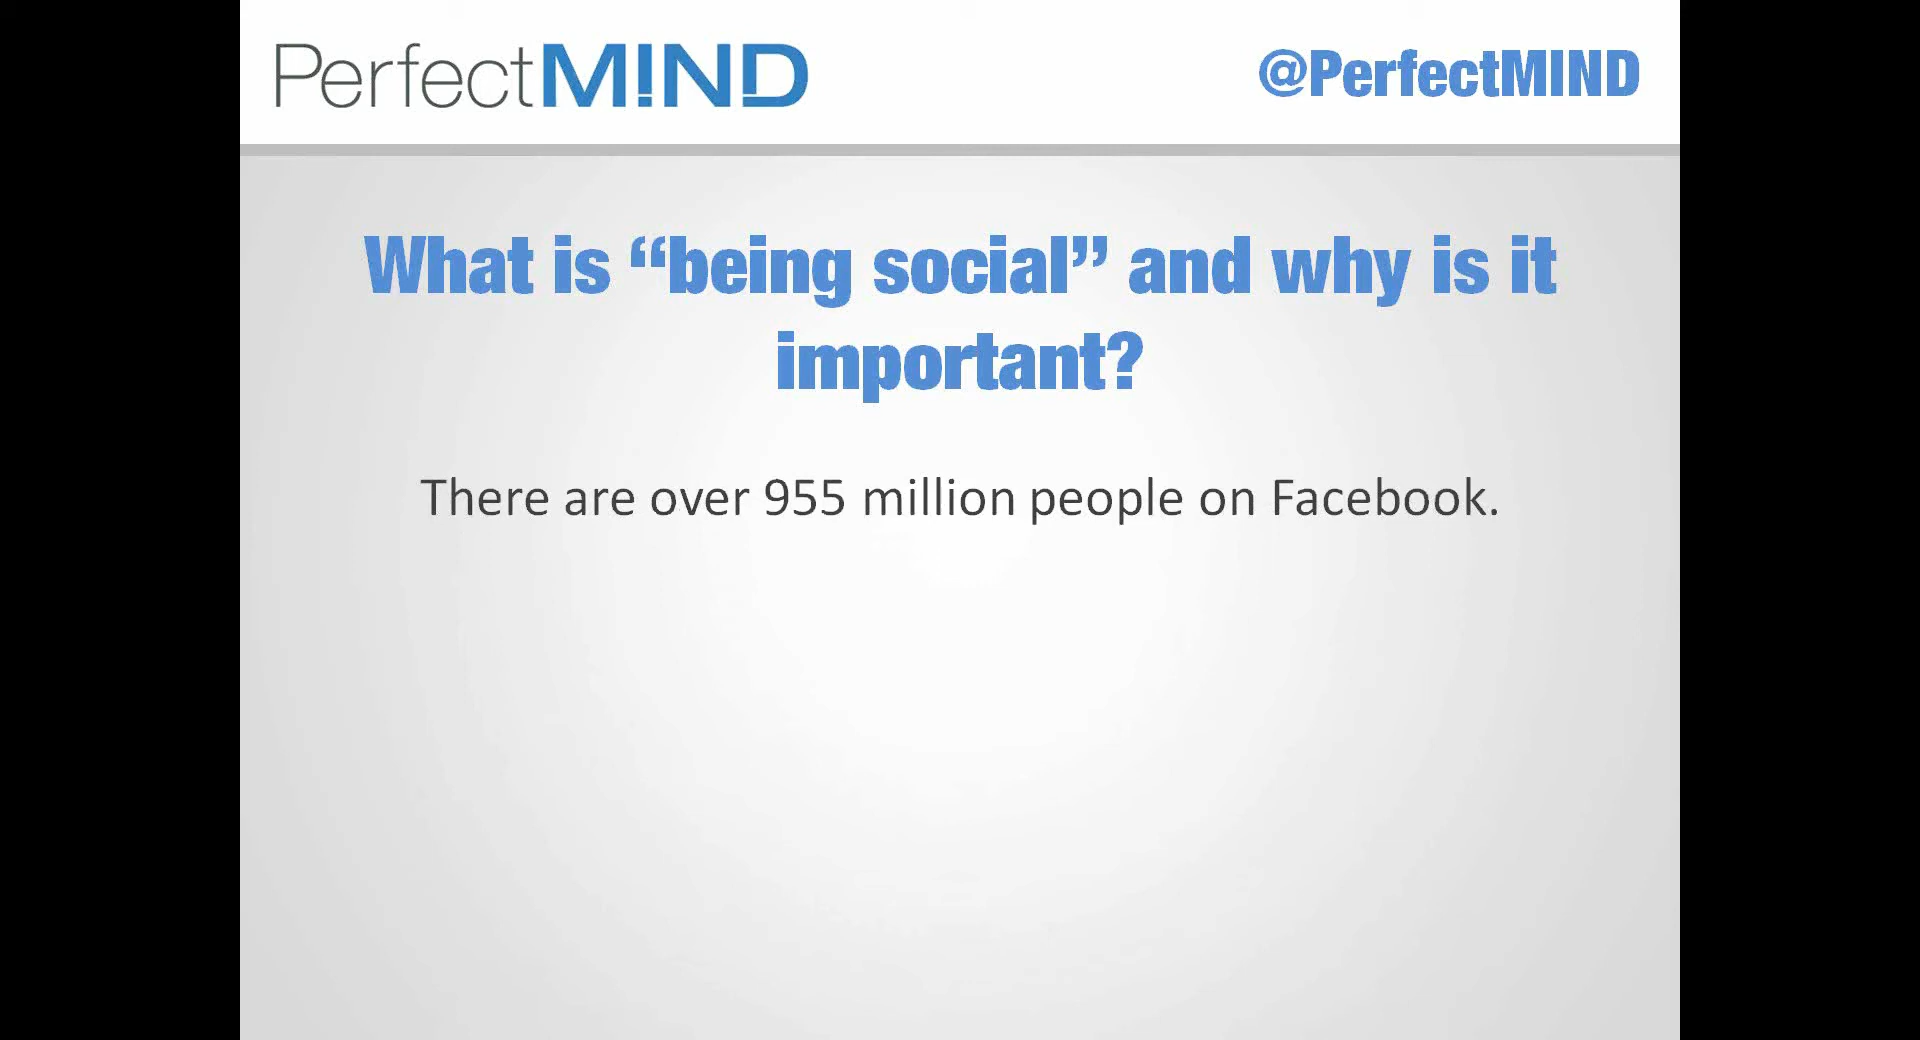 PerfectMIND
@PerfectMIND
What is “being social” and why is it
important?
There are over 955 million people on Facebook.